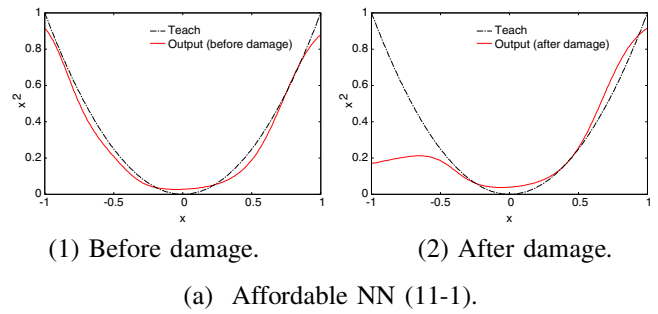 1
0.8
0.6
0.4
0.2
0
x 2
-1
-0.5
0
0.5
1
x
Teach
Output (before damage)
1
0.8
0.6
0.4
0.2
0
x 2
-1
-0.5
0
0.5
1
x
Teach
Output (after damage)
(1) Before damage.
(2) After damage.
(a) Affordable NN (11-1).